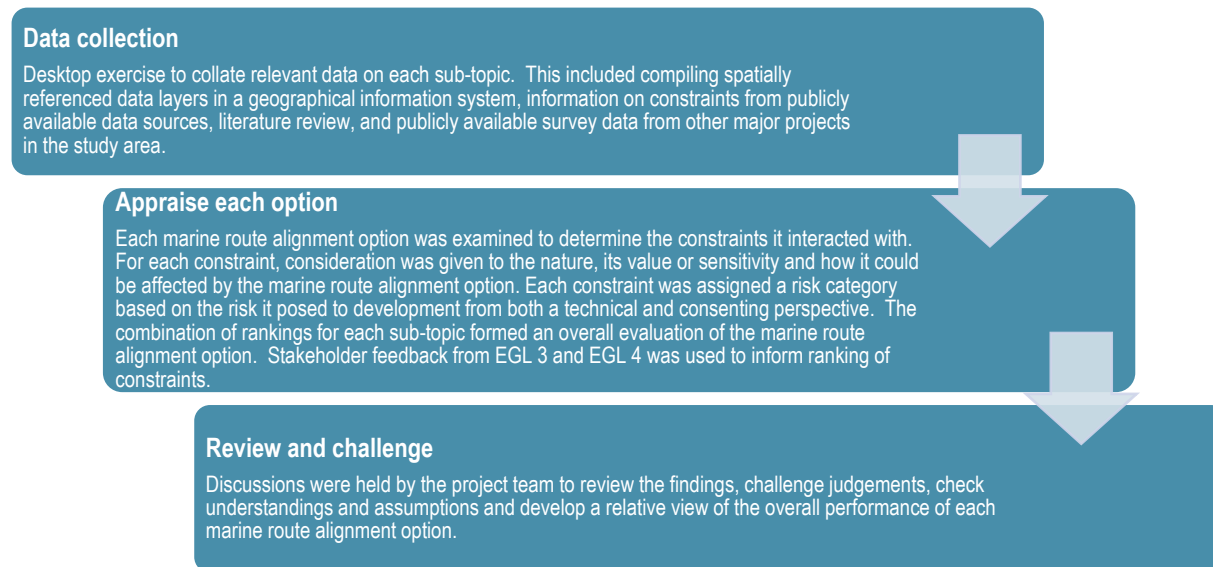 Data collection
Desktop exercise to collate relevant data on each sub-topic.  This included compiling spatially
referenced data layers in a geographical information system, information on constraints from publicly
available data sources, literature review, and publicly available survey data from other major projects
in the study area.
Appraise each option
Each marine route alignment option was examined to determine the constraints it interacted with.
For each constraint, consideration was given to the nature, its value or sensitivity and how it could
be affected by the marine route alignment option. Each constraint was assigned a risk category
based on the risk it posed to development from both a technical and consenting perspective.  The
combination of rankings for each sub-topic formed an overall evaluation of the marine route
alignment option.  Stakeholder feedback from EGL 3 and EGL 4 was used to inform ranking of
constraints.
Review and challenge
Discussions were held by the project team to review the findings, challenge judgements, check
understandings and assumptions and develop a relative view of the overall performance of each
marine route alignment option.